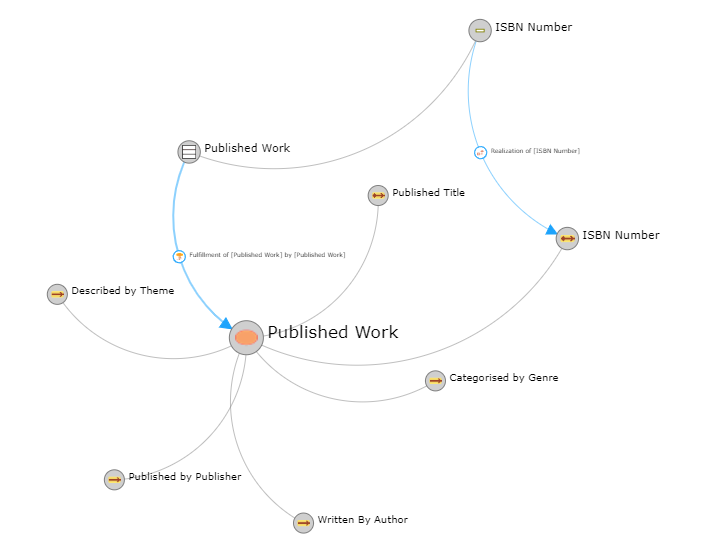 ISBN Number
Published Work
Realization of [ISBN Number]
Published Title
ISBN Number
Fulfillment of [Published Work] by [Published Work]
Described by Theme
Published Work
Categorised by Genre
Published by Publisher
Written By Author